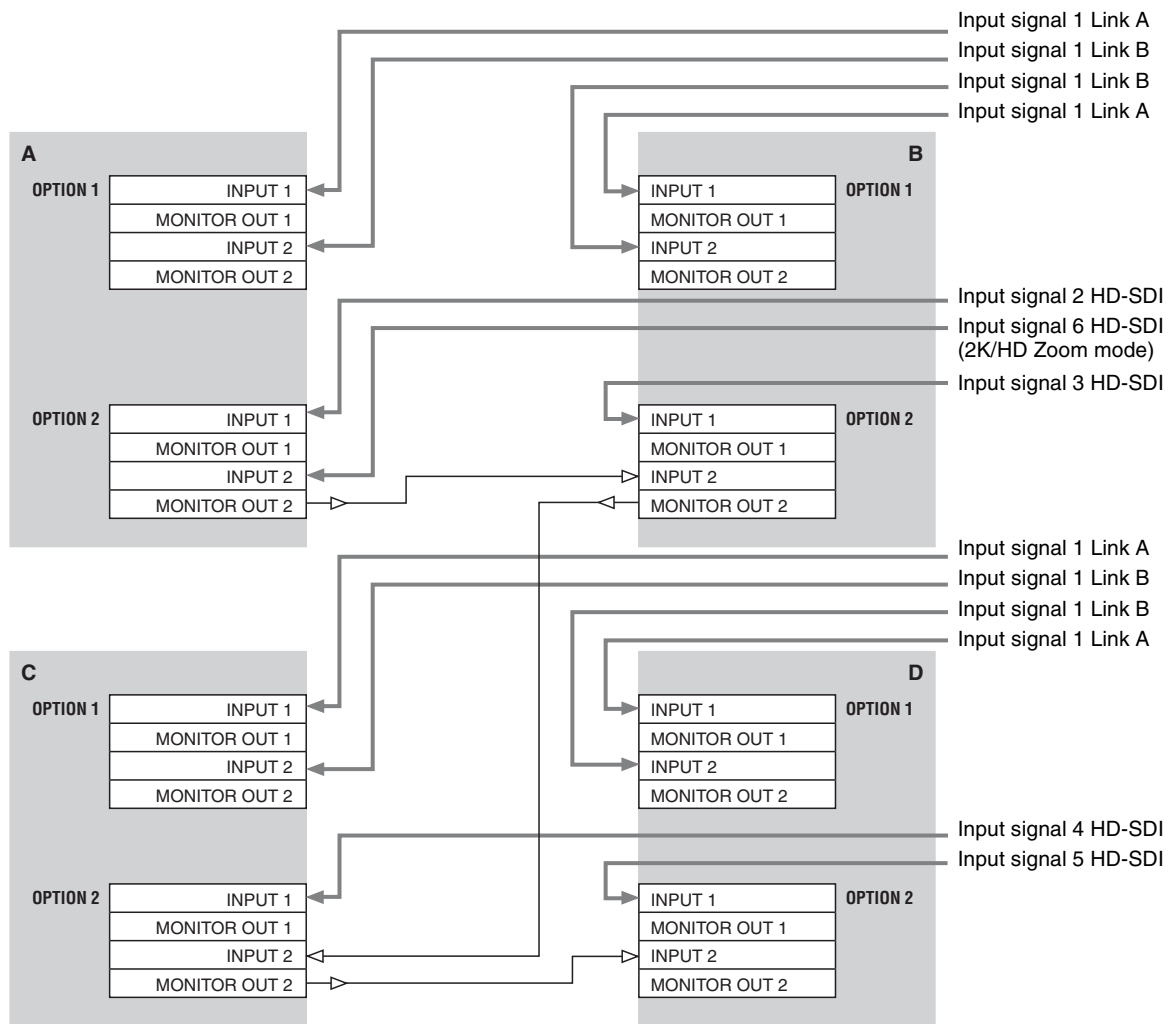 Input signal 1 Link A
Input signal 1 Link B
Input signal 1 Link B
Input signal 1 Link A
A
B
OPTION 1
INPUT 1
MONITOR OUT 1
INPUT 2
MONITOR OUT 2
INPUT 1
MONITOR OUT 1
INPUT 2
MONITOR OUT 2
OPTION 1
Input signal 2 HD-SDI
Input signal 6 HD-SDI
(2K/HD Zoom mode)
Input signal 3 HD-SDI
OPTION 2
INPUT 1
MONITOR OUT 1
INPUT 2
MONITOR OUT 2
INPUT 1
MONITOR OUT 1
INPUT 2
MONITOR OUT 2
OPTION 2
Input signal 1 Link A
Input signal 1 Link B
Input signal 1 Link B
Input signal 1 Link A
C
D
OPTION 1
INPUT 1
MONITOR OUT 1
INPUT 2
MONITOR OUT 2
INPUT 1
MONITOR OUT 1
INPUT 2
MONITOR OUT 2
OPTION 1
Input signal 4 HD-SDI
Input signal 5 HD-SDI
OPTION 2
INPUT 1
MONITOR OUT 1
INPUT 2
MONITOR OUT 2
INPUT 1
MONITOR OUT 1
INPUT 2
MONITOR OUT 2
OPTION 2